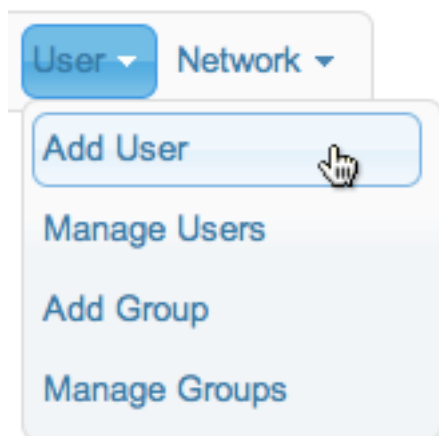 User Network
Add User
Manage Users
Add Group
Manage Groups